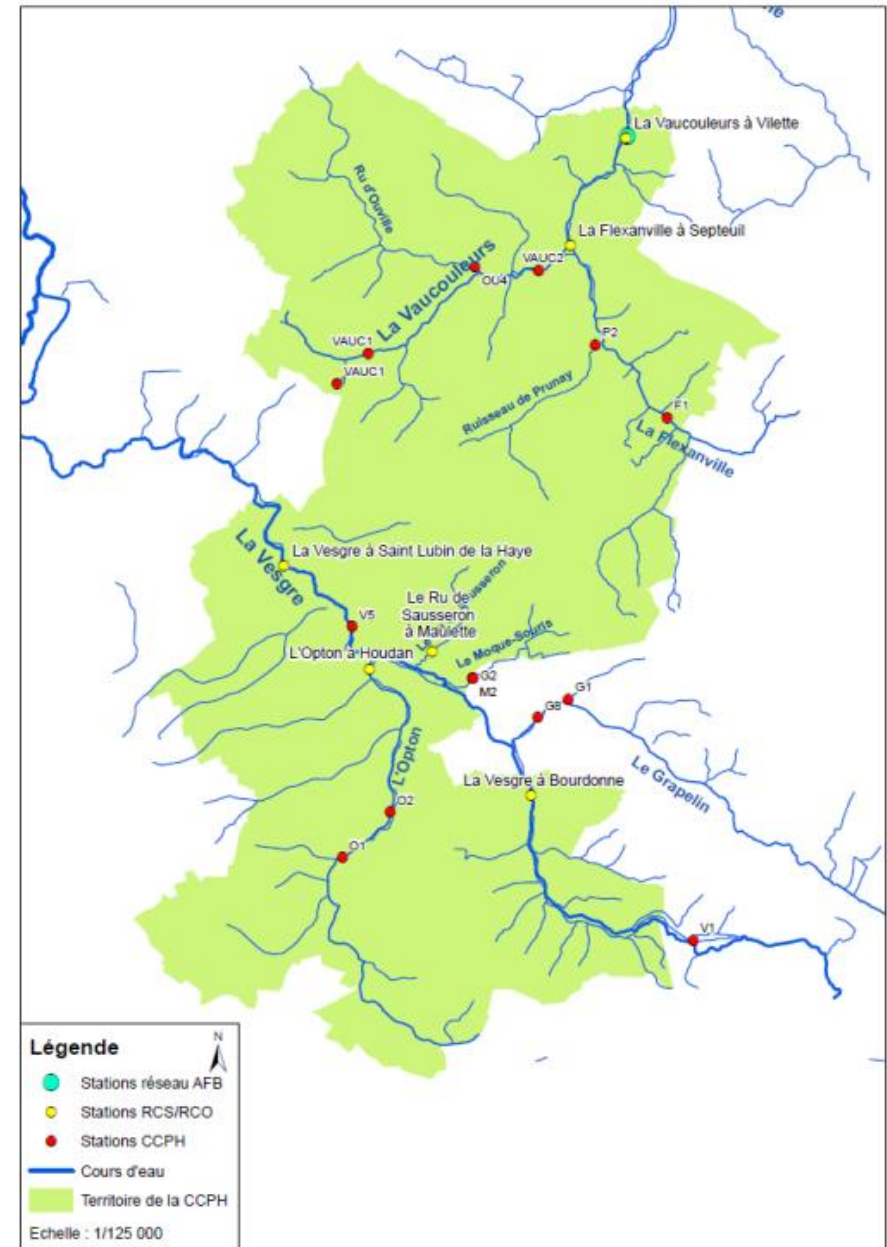 La Vaucouleurs à Vilette
Ru d'Ouville
La Flexanville à Septeuil
La Vaucouleurs
VAUC2
OU4
VAUC1
VAUC1
P2
Ruisseau de Prunay
F1
La Flexanville
La Vesgre
La Vesgre à Saint Lubin de la Haye
Le Ru de
Sausseron
à Maulette
V5
Le Moque-Souris
L'Opton à Houdan
G2
M2
G1
G8
L'Opton
La Vesgre à Bourdonne
Le Grapelin
O2
O1
V1
Légende
N
Stations réseau AFB
Stations RCS/RCO
Stations CCPH
Cours d'eau
Territoire de la CCPH
Echelle : 1/125 000